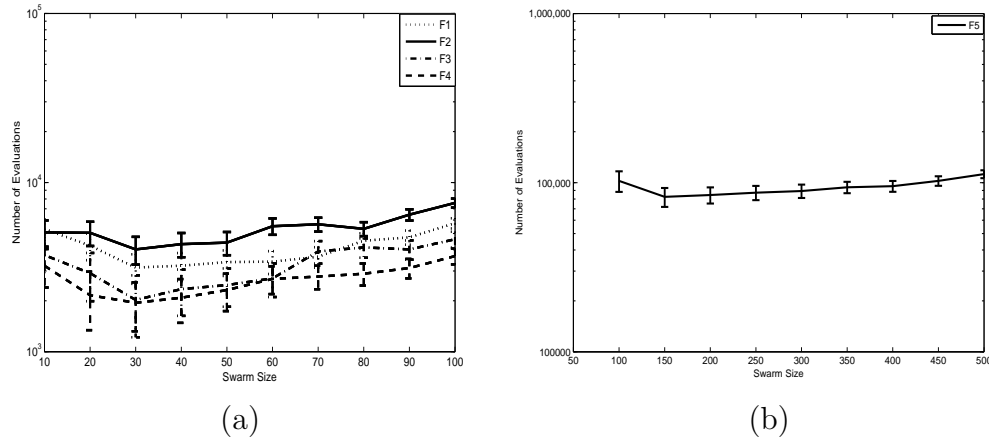 10^5
10^4
10^3
Number of Evaluations
F1
F2
F3
F4
10 20 30 40 50 60 70 80 90 100
Swarm Size
(a)
1,000,000
100,000
100000
Number of Evaluations
F5
50 100 150 200 250 300 350 400 450 500
Swarm Size
(b)